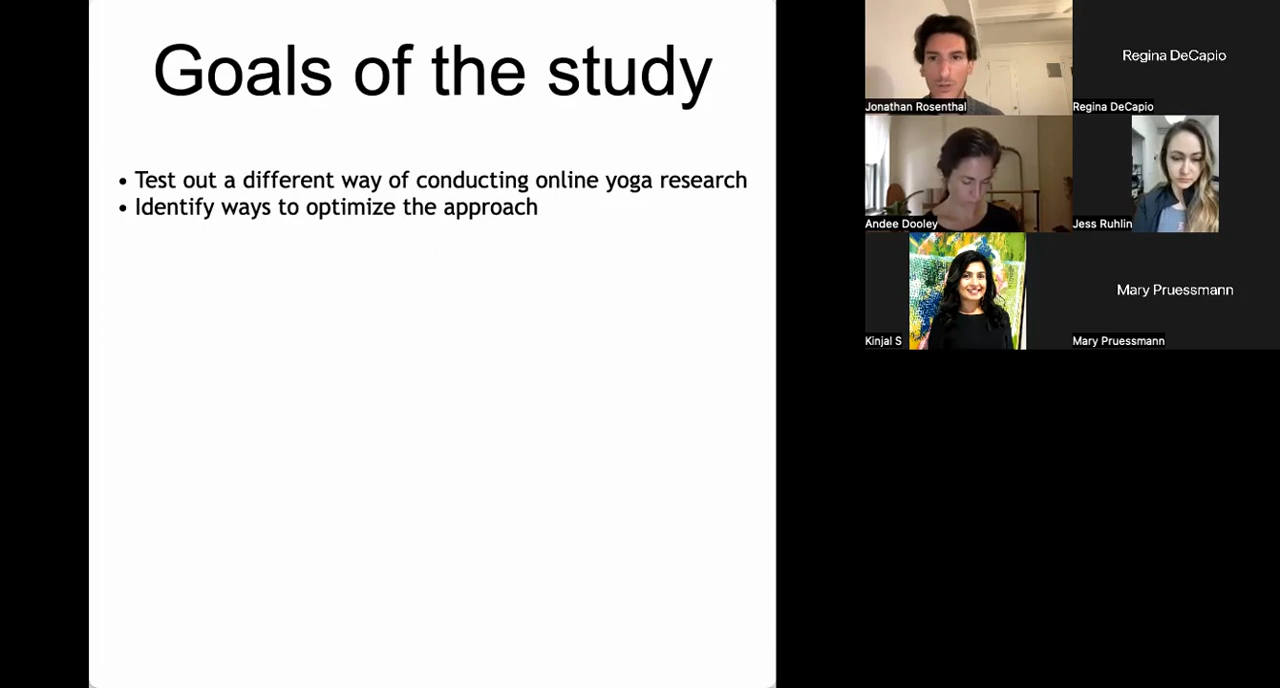 Goals of the study
• Test out a different way of conducting online yoga research
• Identify ways to optimize the approach
Jonathan Rosenthal
Regina DeCapio
Regina DeCapio
Andee Dooley
Jess Ruhlin
Kinjal S
Mary Pruessmann
Mary Pruessmann